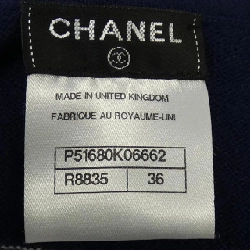 CHANEL
MADE IN UNITED KINGDOM
FABRIQUE AU ROYAUME-UNI
P51680K06662
R8835 36